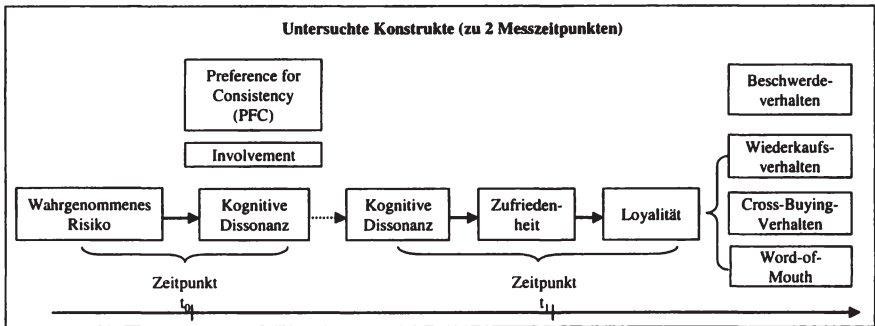 Untersuchte Konstrukte (zu 2 Messzeitpunkten)
Preference for
Consistency
(PFC)
Involvement
Wahrgenommenes
Risiko
Kognitive
Dissonanz
Kognitive
Dissonanz
Zufrieden-
heit
Loyalität
Beschwerde-
verhalten
Wiederkaufs-
verhalten
Cross-Buying-
Verhalten
Word-of-
Mouth
Zeitpunkt
t0
Zeitpunkt
t1